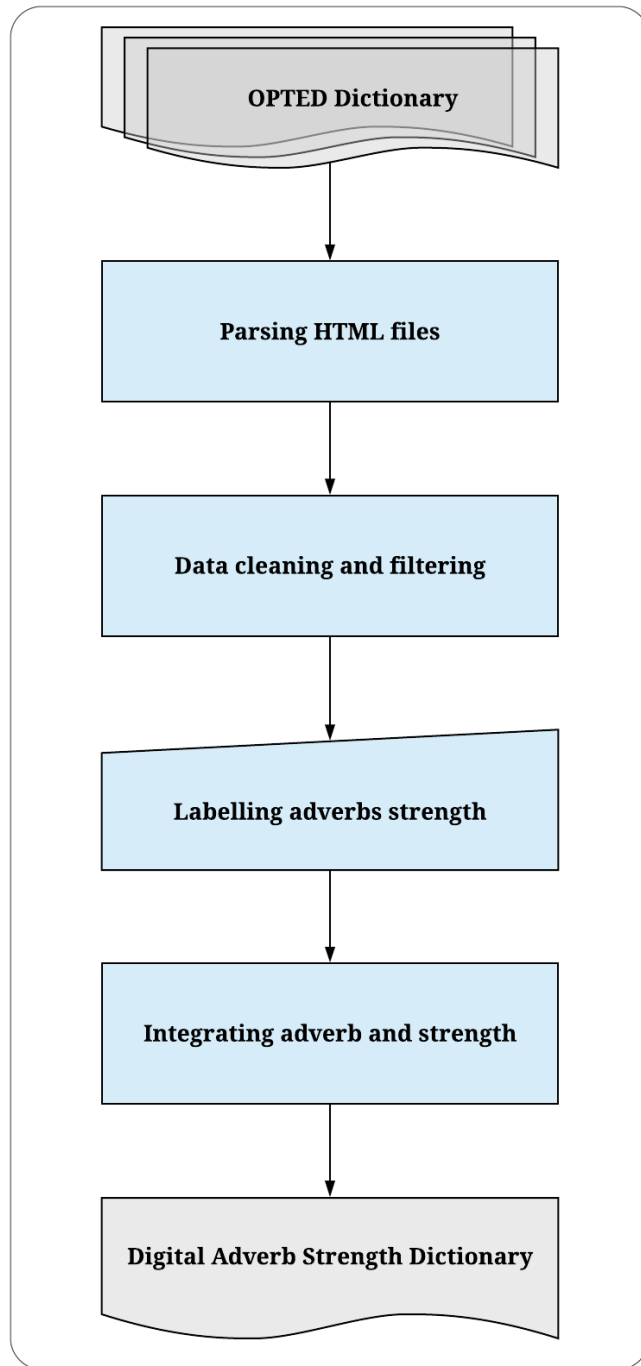 OPTED Dictionary
Parsing HTML files
Data cleaning and filtering
Labelling adverbs strength
Integrating adverb and strength
Digital Adverb Strength Dictionary